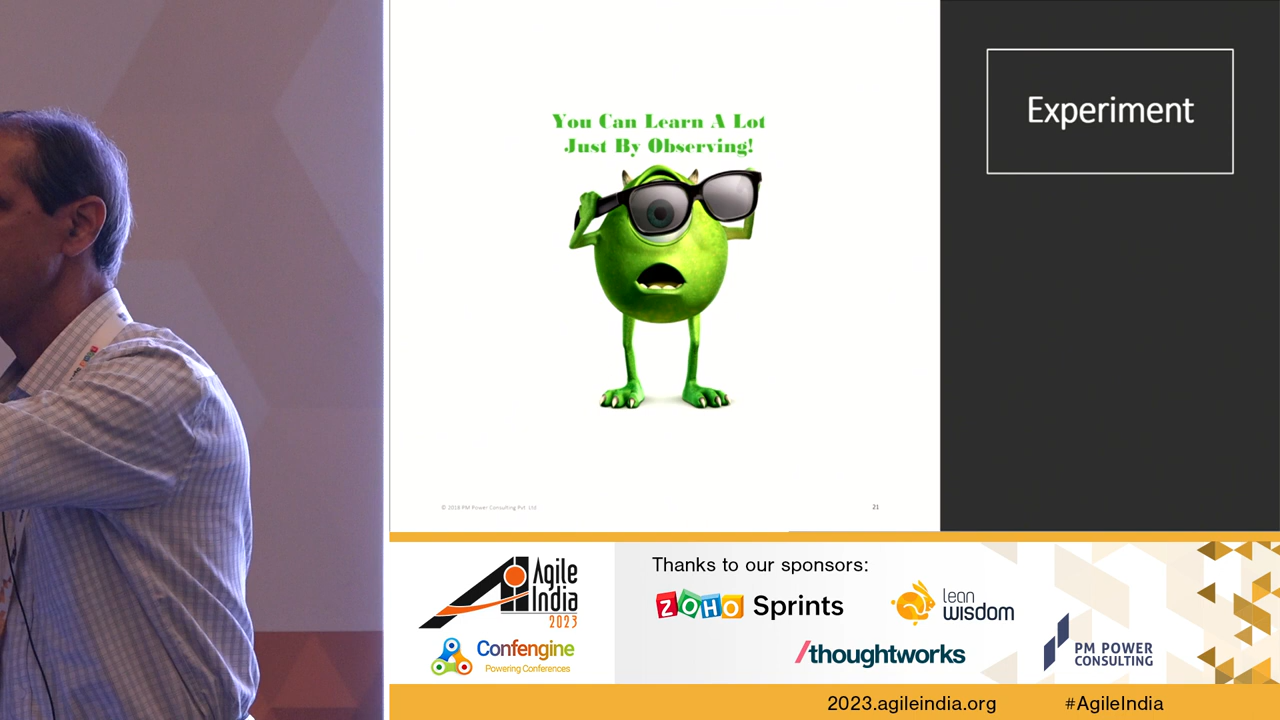 You Can Learn A Lot
Just By Observing!
Experiment
© 2016 PM Power Consulting Pvt. Ltd
21
Agile
India
2023
Confengine
Powering Conferences
Thanks to our sponsors:
ZOHO Sprints
lean
wisdom
/thoughtworks
PM POWER
CONSULTING
2023.agileindia.org
#AgileIndia